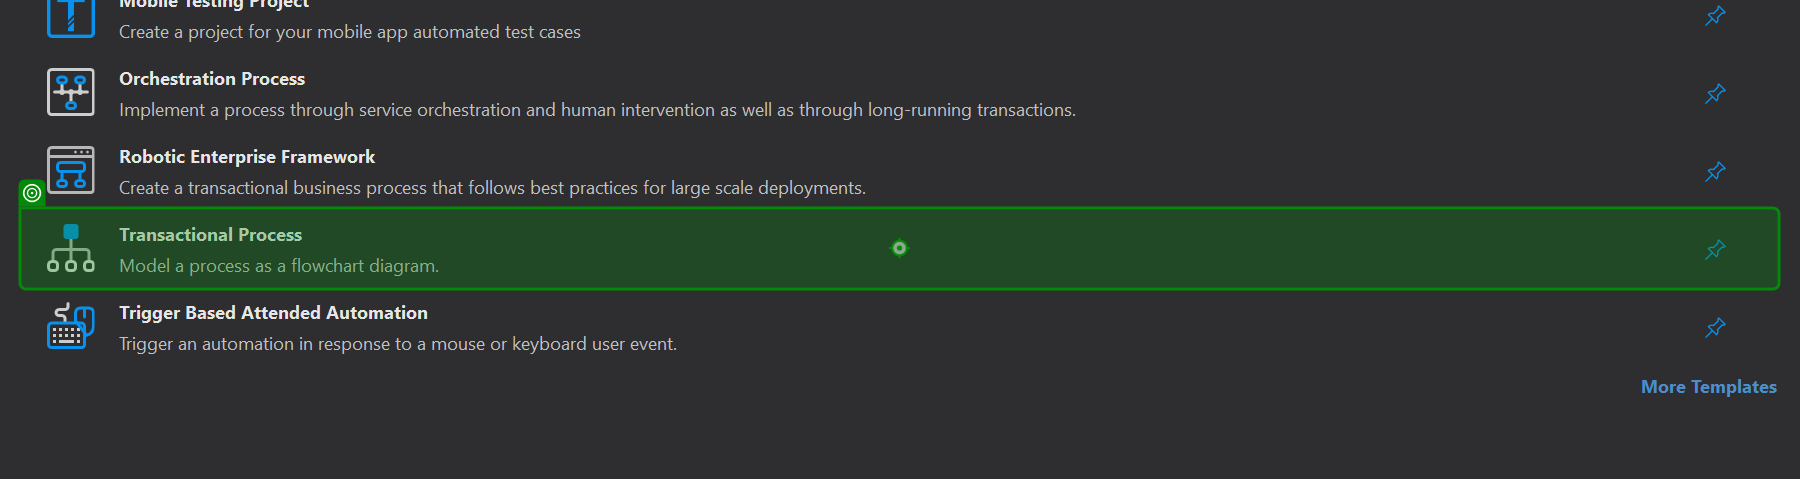 Mobile Testing Project
Create a project for your mobile app automated test cases
Orchestration Process
Implement a process through service orchestration and human intervention as well as through long-running transactions.
Robotic Enterprise Framework
Create a transactional business process that follows best practices for large scale deployments.
Transactional Process
Model a process as a flowchart diagram.
Trigger Based Attended Automation
Trigger an automation in response to a mouse or keyboard user event.
More Templates